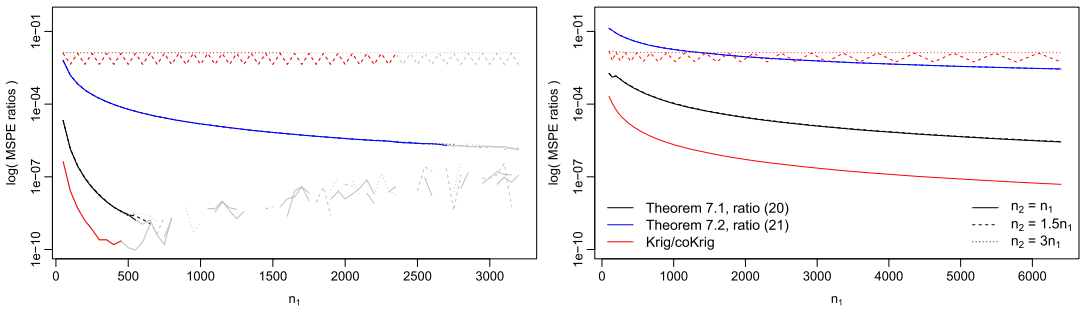 log( MSPE ratios )
1e-01
1e-04
1e-07
1e-10
0
500
1000
1500
2000
2500
3000
n1
log( MSPE ratios )
1e-01
1e-04
1e-07
1e-10
Theorem 7.1, ratio (20)
Theorem 7.2, ratio (21)
Krig/coKrig
n2 = n1
n2 = 1.5n1
n2 = 3n1
0
1000
2000
3000
4000
5000
6000
n1